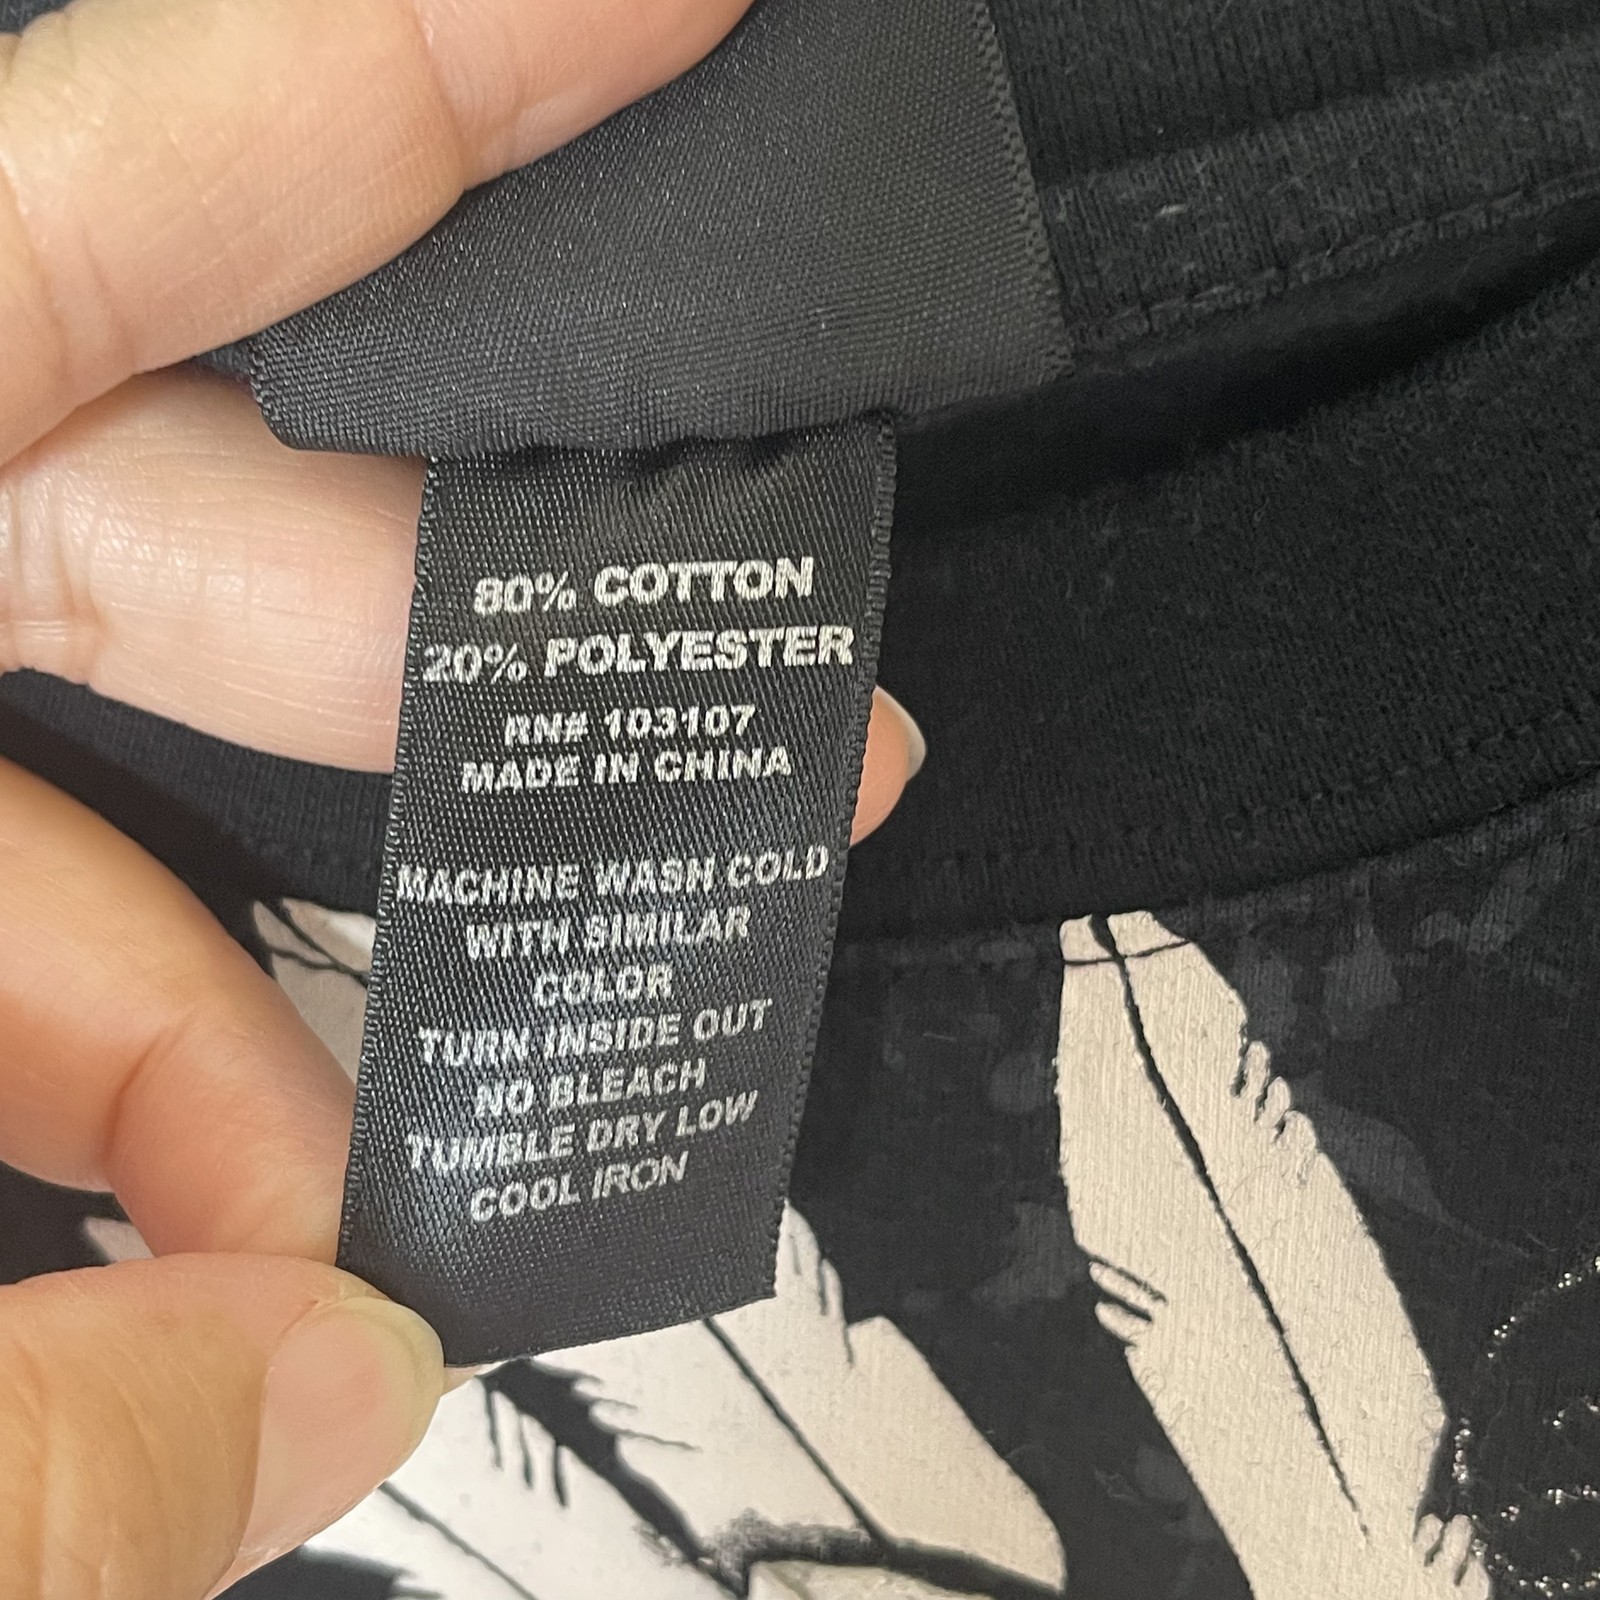 80% COTTON
20% POLYESTER
RN# 103107
MADE IN CHINA
MACHINE WASH COLD
WITH SIMILAR
COLOR
TURN INSIDE OUT
NO BLEACH
TUMBLE DRY LOW
COOL IRON